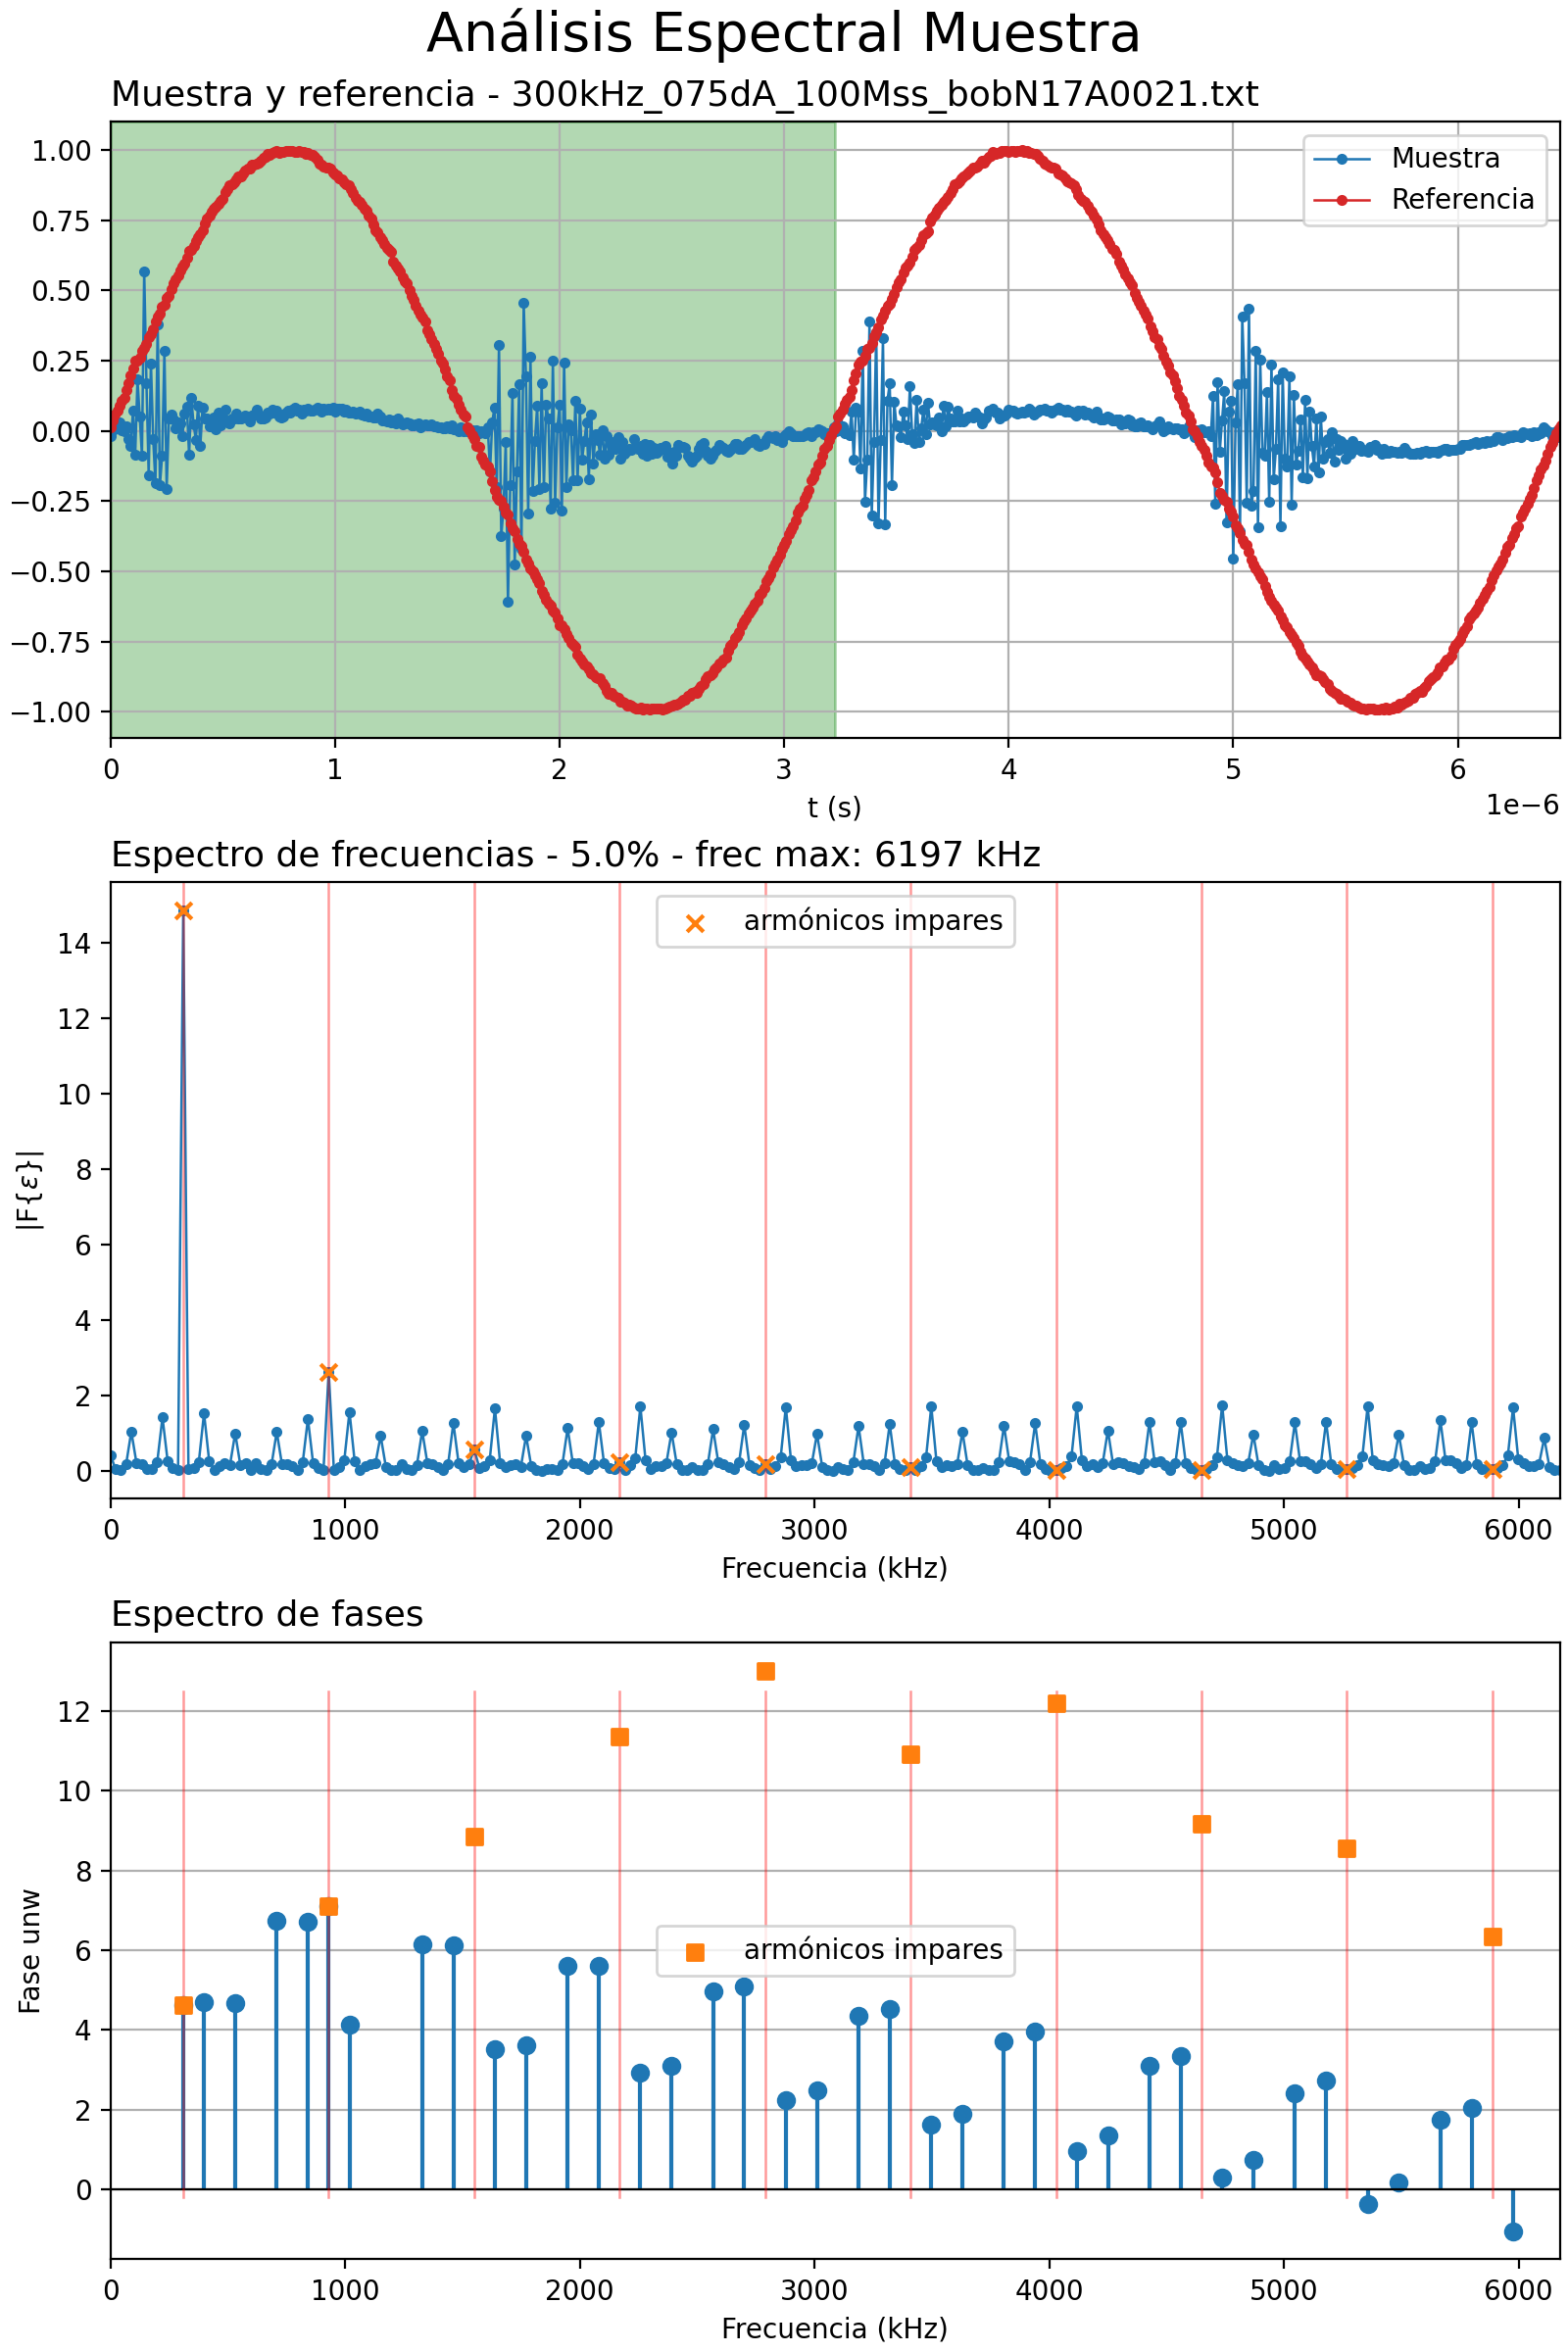 Análisis Espectral Muestra
Muestra y referencia - 300kHz_075dA_100Mss_bobN17A0021.txt
1.00
0.75
0.50
0.25
0.00
−0.25
−0.50
−0.75
−1.00
Muestra
Referencia
0 1 2 3 4 5 6
t (s)
1e−6
Espectro de frecuencias - 5.0% - frec max: 6197 kHz
armónicos impares
14
12
10
8
6
4
2
0
|F{ε}|
0 1000 2000 3000 4000 5000 6000
Frecuencia (kHz)
Espectro de fases
12
10
8
6
4
2
0
Fase unw
armónicos impares
0 1000 2000 3000 4000 5000 6000
Frecuencia (kHz)